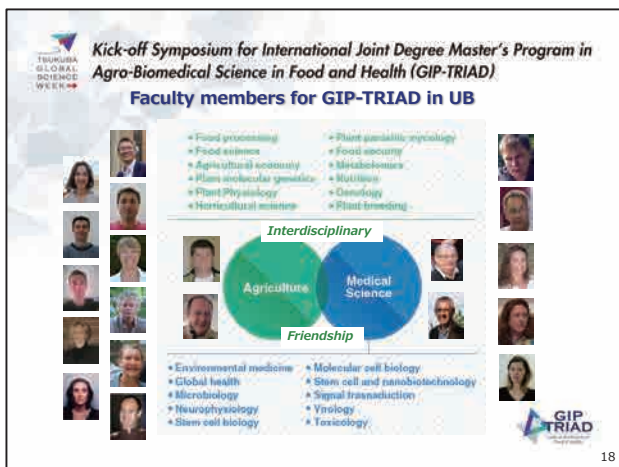 TSUKUBA
GLOBAL
SCIENCE
WEEK
Kick-off Symposium for International Joint Degree Master's Program in
Agro-Biomedical Science in Food and Health (GIP-TRIAD)
Faculty members for GIP-TRIAD in UB
• Food processing
• Food science
• Agricultural economy
• Plant molecular genetics
• Plant Physiology
• Horticultural science
• Plant parasitic mycology
• Food security
• Metabolomics
• Nutrition
• Oenology
• Plant breeding
Interdisciplinary
Agriculture
Medical
Science
Friendship
• Environmental medicine
• Global health
• Microbiology
• Neurophysiology
• Stem cell biology
• Molecular cell biology
• Stem cell and nanobiotechnology
• Signal trasnaduction
• Virology
• Toxicology
GIP
TRIAD
18